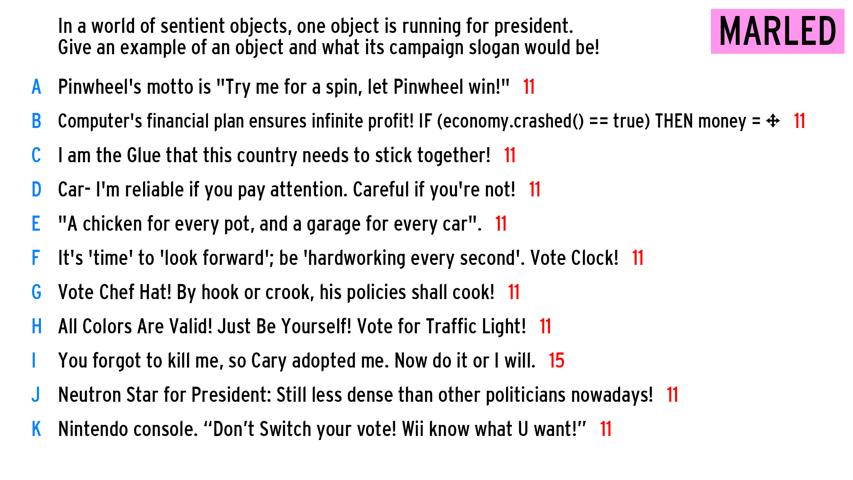 In a world of sentient objects, one object is running for president.
Give an example of an object and what its campaign slogan would be!
MARLED
A Pinwheel's motto is "Try me for a spin, let Pinwheel win!" 11
B Computer's financial plan ensures infinite profit! IF (economy.crashed() == true) THEN money = ✣ 11
C I am the Glue that this country needs to stick together! 11
D Car- I'm reliable if you pay attention. Careful if you're not! 11
E "A chicken for every pot, and a garage for every car". 11
F It's 'time' to 'look forward'; be 'hardworking every second'. Vote Clock! 11
G Vote Chef Hat! By hook or crook, his policies shall cook! 11
H All Colors Are Valid! Just Be Yourself! Vote for Traffic Light! 11
I You forgot to kill me, so Cary adopted me. Now do it or I will. 15
J Neutron Star for President: Still less dense than other politicians nowadays! 11
K Nintendo console. “Don’t Switch your vote! Wii know what U want!” 11